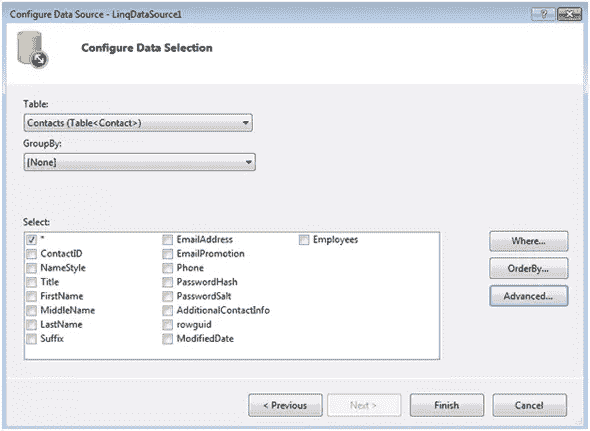 Configure Data Source - LinqDataSource1
?
Configure Data Selection
Table:
Contacts (Table<Contact>)
GroupBy:
[None]
Select:
* EmailAddress Employees
ContactID EmailPromotion
NameStyle Phone
Title PasswordHash
FirstName PasswordSalt
MiddleName AdditionalContactInfo
LastName rowguid
Suffix ModifiedDate
Where...
OrderBy...
Advanced...
< Previous Next > Finish Cancel